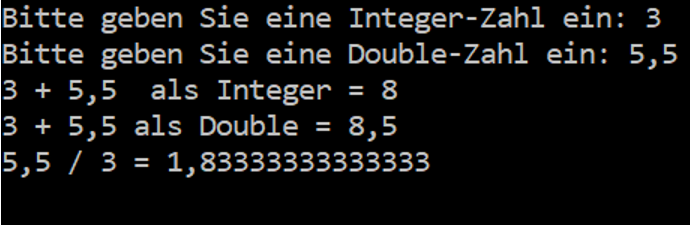 Bitte geben Sie eine Integer-Zahl ein: 3
Bitte geben Sie eine Double-Zahl ein: 5,5
3 + 5,5  als Integer = 8
3 + 5,5 als Double = 8,5
5,5 / 3 = 1,83333333333333